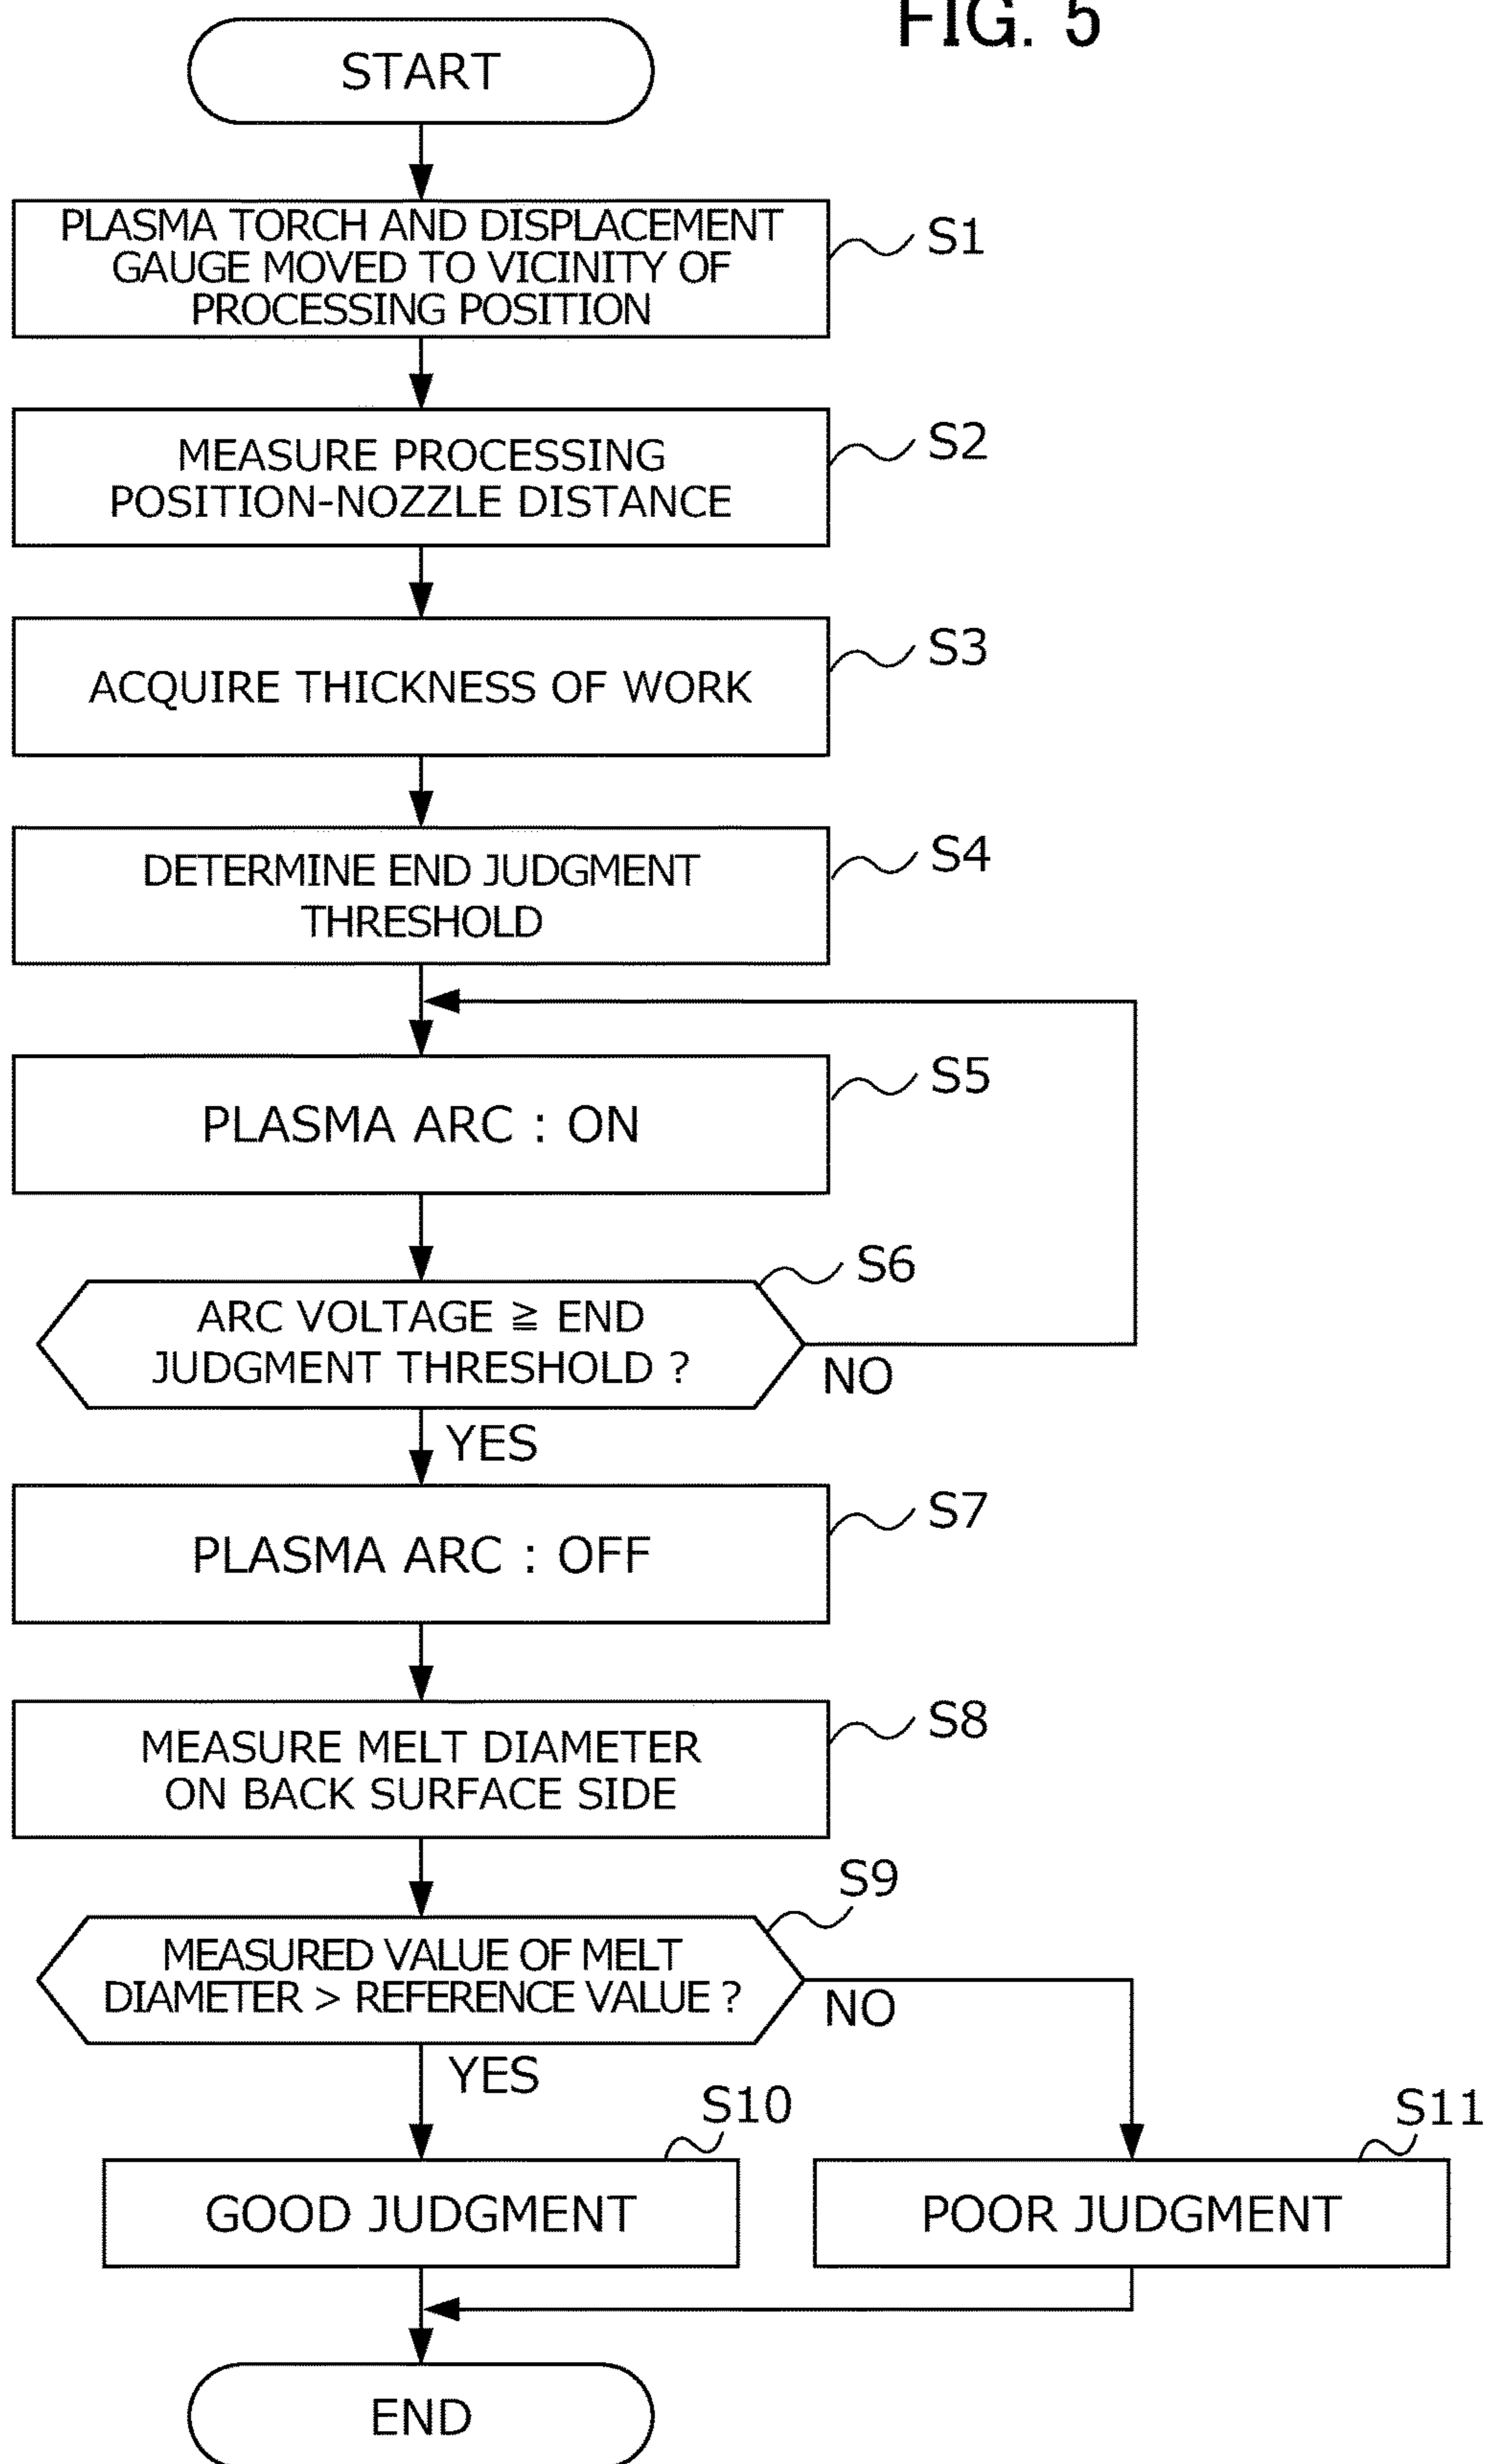 FIG. 5
START
PLASMA TORCH AND DISPLACEMENT
GAUGE MOVED TO VICINITY OF
PROCESSING POSITION
S1
MEASURE PROCESSING
POSITION-NOZZLE DISTANCE
S2
ACQUIRE THICKNESS OF WORK
S3
DETERMINE END JUDGMENT
THRESHOLD
S4
PLASMA ARC : ON
S5
ARC VOLTAGE ≧ END
JUDGMENT THRESHOLD ?
S6
NO
YES
PLASMA ARC : OFF
S7
MEASURE MELT DIAMETER
ON BACK SURFACE SIDE
S8
MEASURED VALUE OF MELT
DIAMETER > REFERENCE VALUE ?
S9
NO
YES
S10
GOOD JUDGMENT
S11
POOR JUDGMENT
END